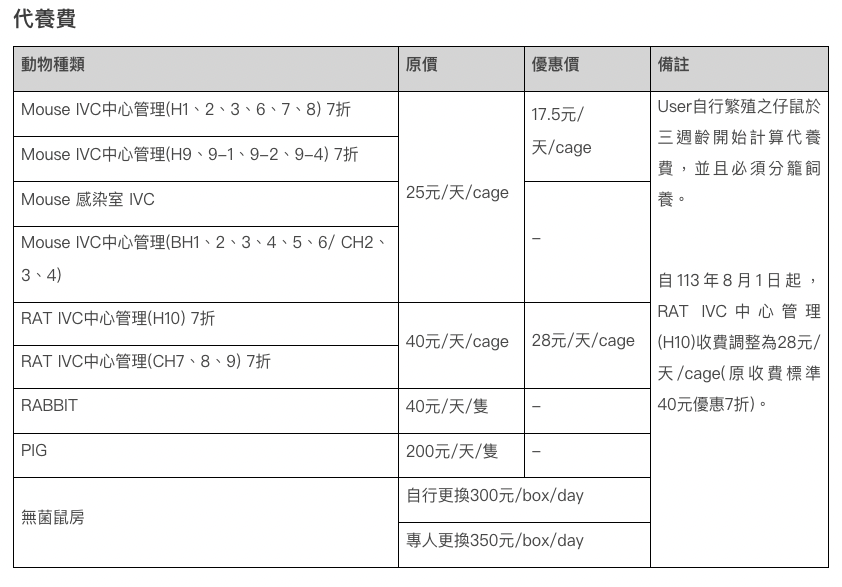 代養費
動物種類
原價
優惠價
備註
Mouse IVC中心管理(H1、2、3、6、7、8) 7折
Mouse IVC中心管理(H9、9-1、9-2、9-4) 7折
Mouse 感染室 IVC
Mouse IVC中心管理(BH1、2、3、4、5、6/ CH2、
3、4)
25元/天/cage
17.5元/
天/cage
–
RAT IVC中心管理(H10) 7折
RAT IVC中心管理(CH7、8、9) 7折
40元/天/cage
28元/天/cage
RABBIT
40元/天/隻
–
PIG
200元/天/隻
–
無菌鼠房
自行更換300元/box/day
專人更換350元/box/day
User自行繁殖之仔鼠於
三週齡開始計算代養
費，並且必須分籠飼
養。
自113年8月1日起，
RAT IVC中心管理
(H10)收費調整為28元/
天/cage(原收費標準
40元優惠7折)。